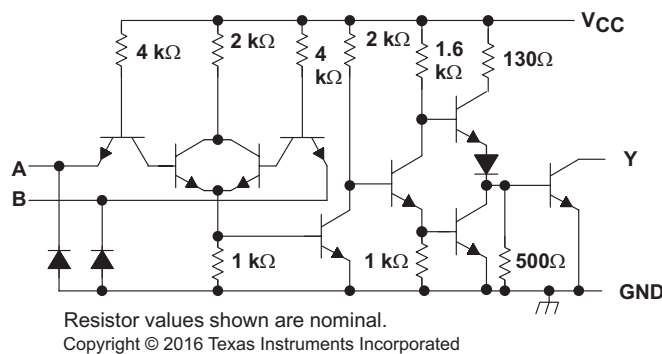 VCC
4 kΩ
2 kΩ
4
kΩ
2 kΩ
1.6
kΩ
130Ω
A
B
Y
1 kΩ
1 kΩ
500Ω
GND
Resistor values shown are nominal.
Copyright © 2016 Texas Instruments Incorporated